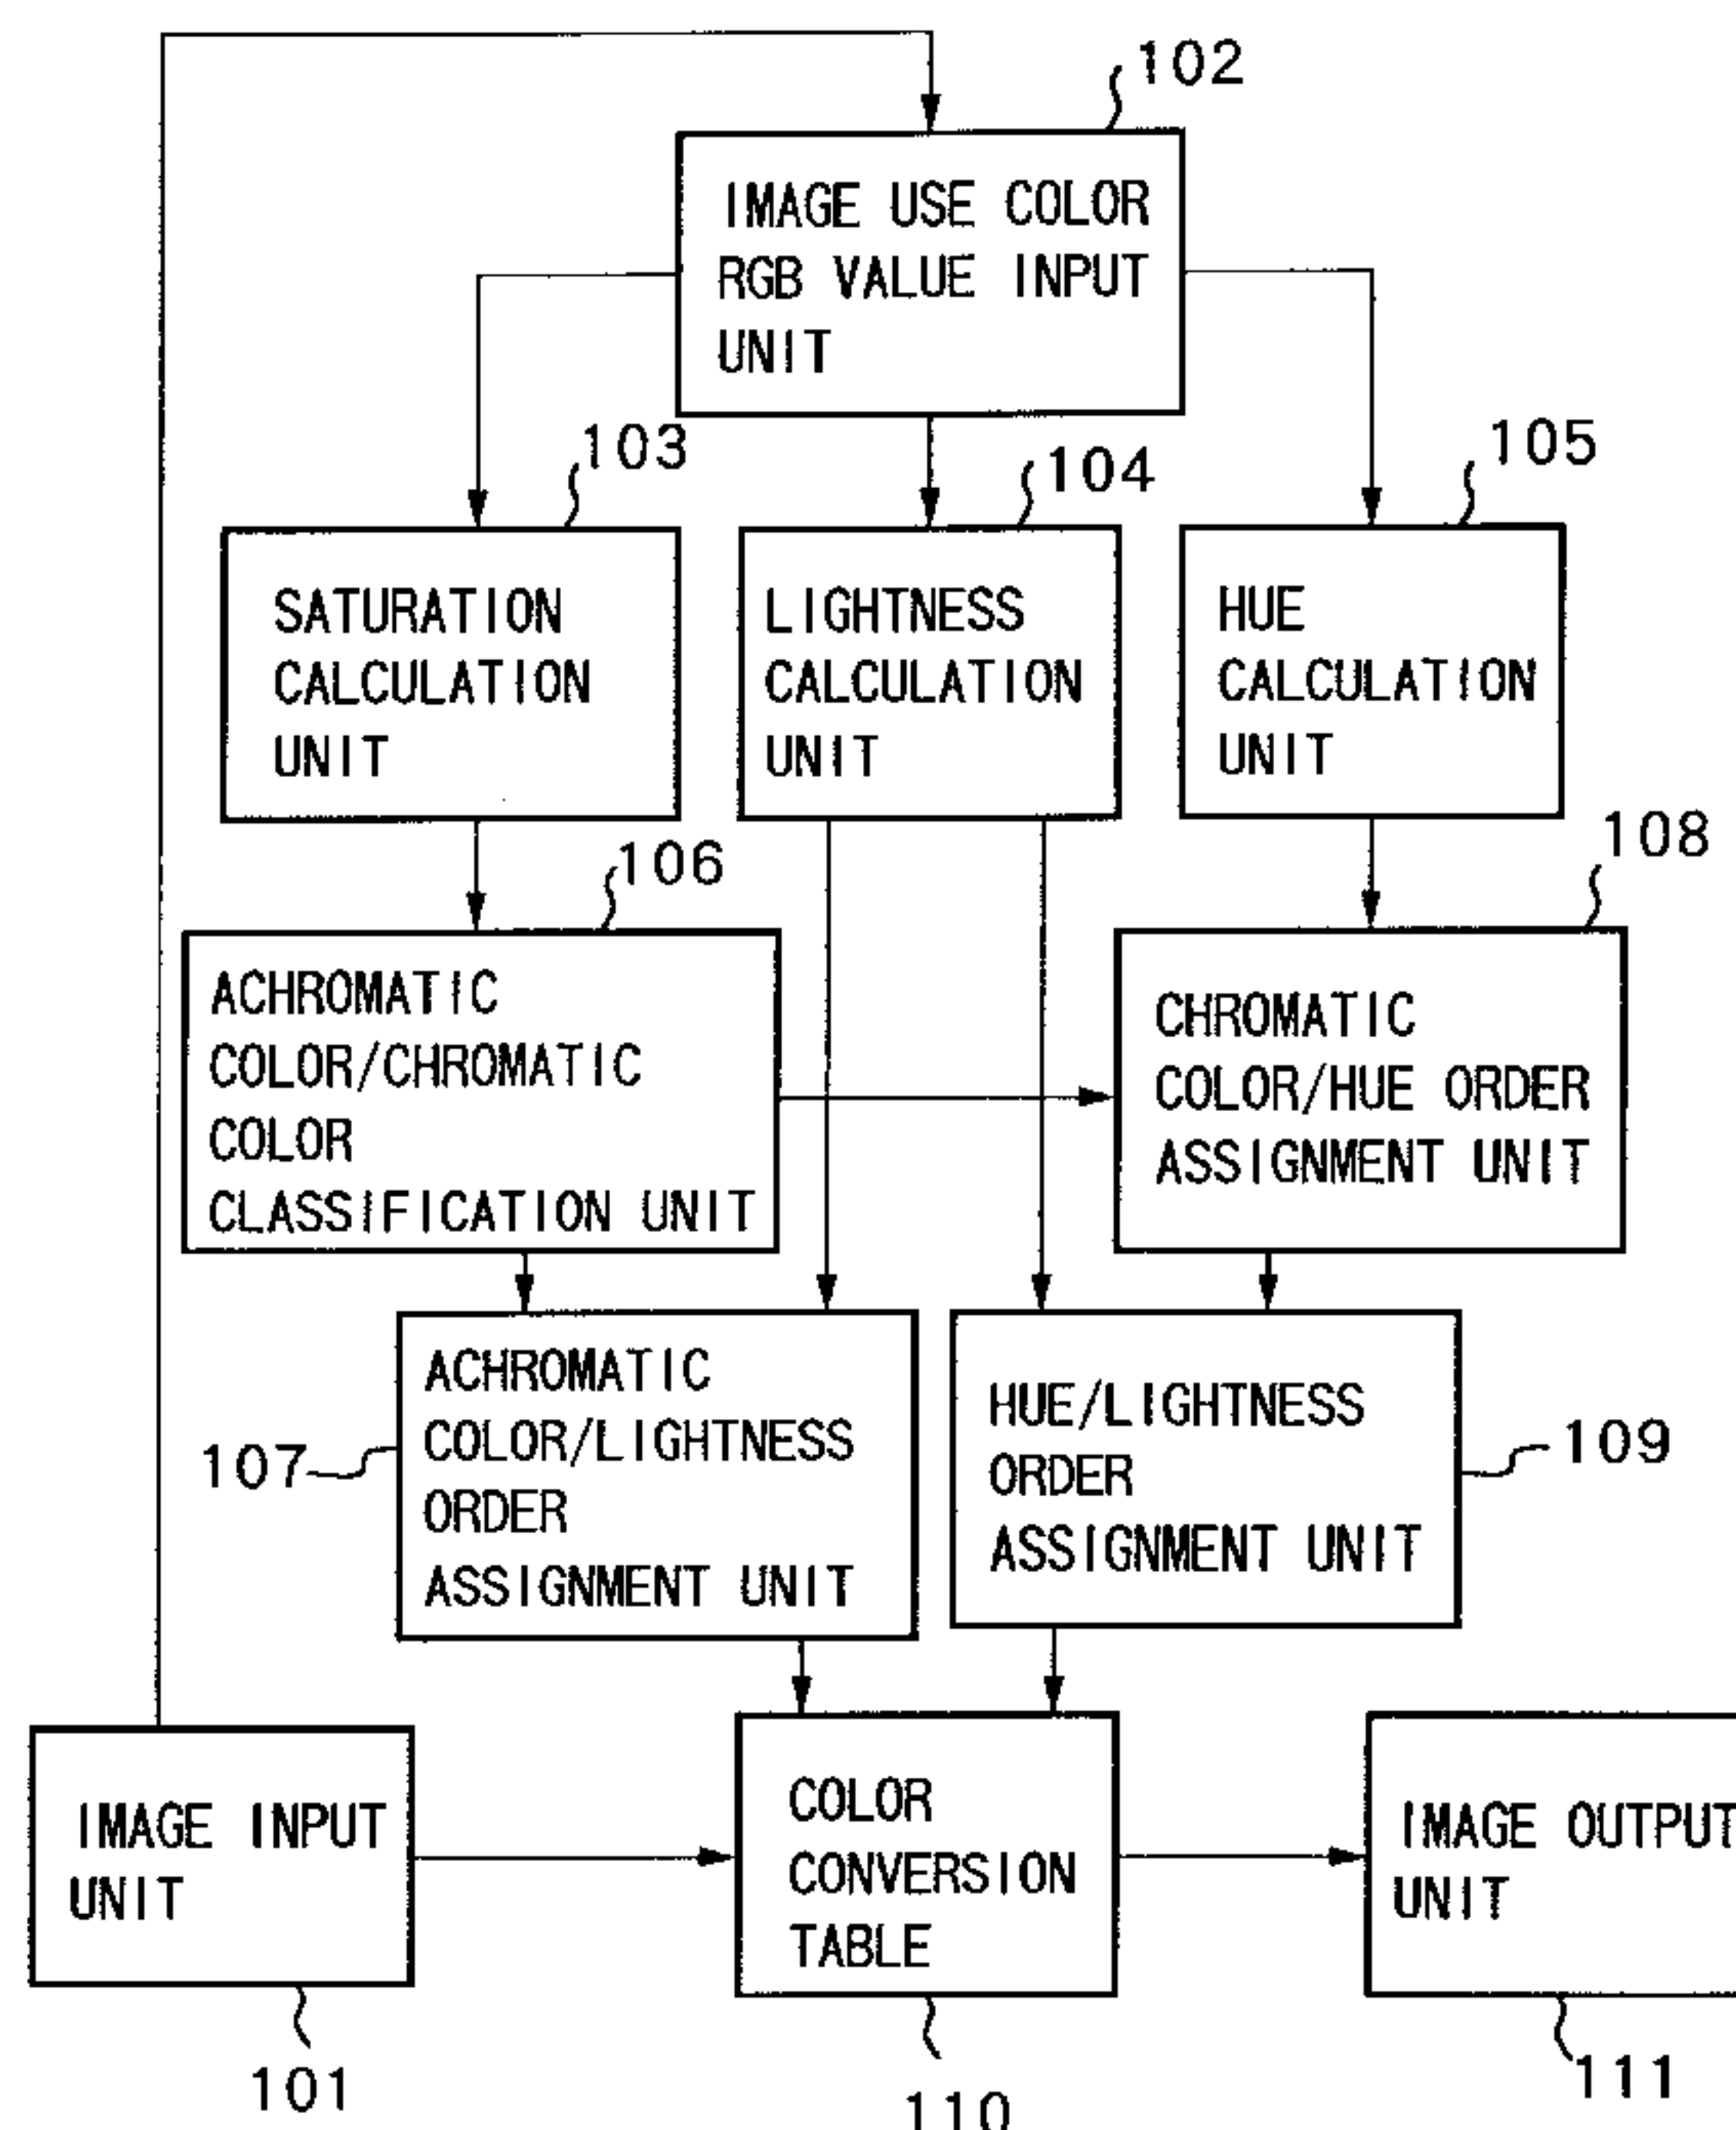 102
IMAGE USE COLOR
RGB VALUE INPUT
UNIT
103
104
105
SATURATION
CALCULATION
UNIT
LIGHTNESS
CALCULATION
UNIT
HUE
CALCULATION
UNIT
106
108
ACHROMATIC
COLOR/CHROMATIC
COLOR
CLASSIFICATION UNIT
CHROMATIC
COLOR/HUE ORDER
ASSIGNMENT UNIT
107
ACHROMATIC
COLOR/LIGHTNESS
ORDER
ASSIGNMENT UNIT
HUE/LIGHTNESS
ORDER
ASSIGNMENT UNIT
109
IMAGE INPUT
UNIT
COLOR
CONVERSION
TABLE
IMAGE OUTPUT
UNIT
101
110
111